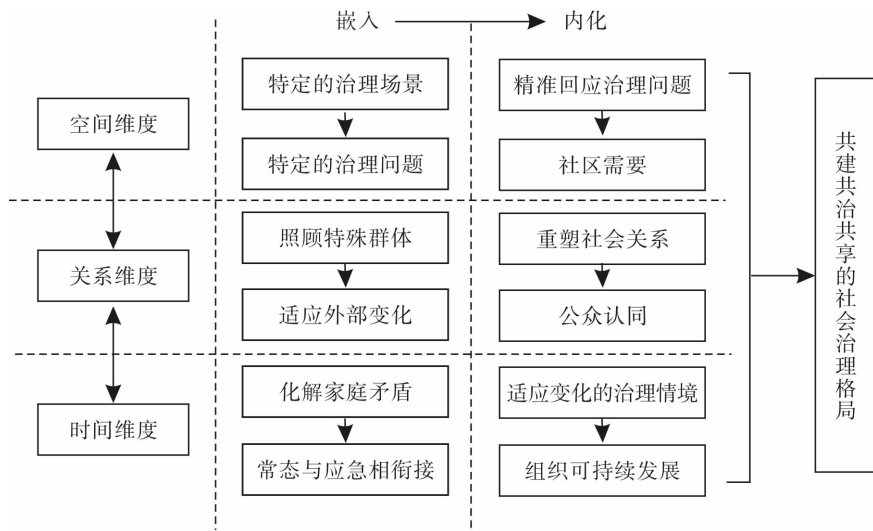 嵌入
内化
空间维度
特定的治理场景
特定的治理问题
精准回应治理问题
社区需要
关系维度
照顾特殊群体
适应外部变化
重塑社会关系
公众认同
时间维度
化解家庭矛盾
常态与应急相衔接
适应变化的治理情境
组织可持续发展
共建共治共享的社会治理格局